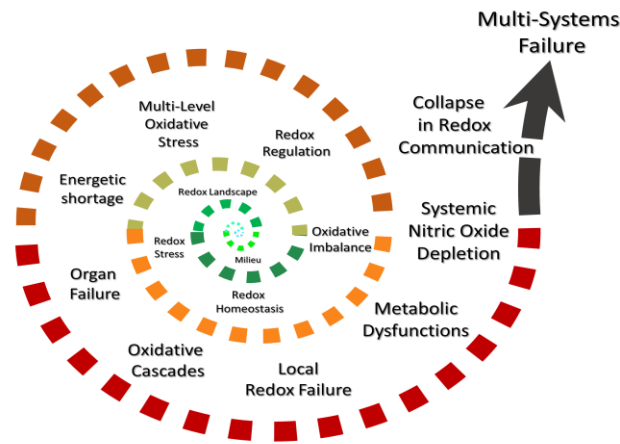 Multi-Systems
Failure
Collapse
in Redox
Communication
Multi-Level
Oxidative
Stress
Redox
Regulation
Energetic
shortage
Redox Landscape
Systemic
Nitric Oxide
Depletion
Oxidative
Imbalance
Redox
Stress
Milieu
Organ
Failure
Redox
Homeostasis
Metabolic
Dysfunctions
Oxidative
Cascades
Local
Redox Failure